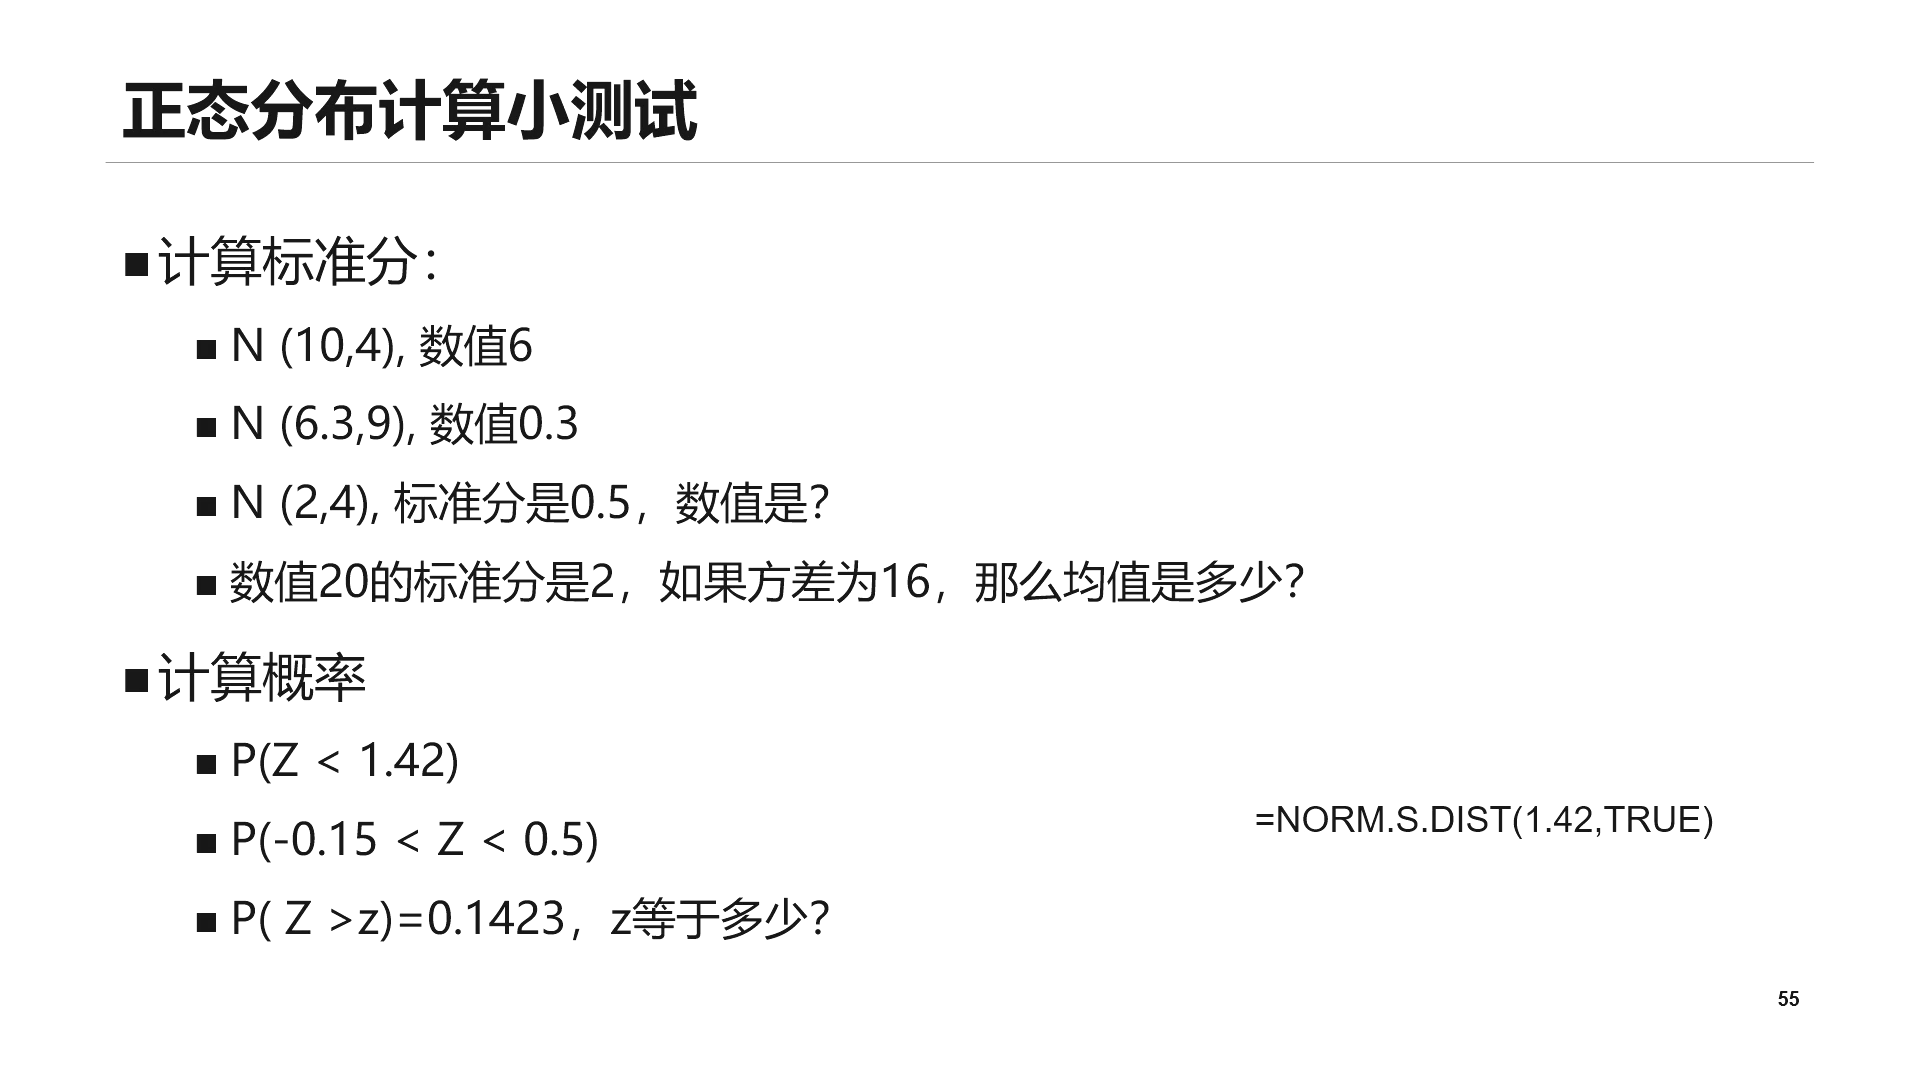 正态分布计算小测试
■计算标准分：
■ N (10,4), 数值6
■ N (6.3,9), 数值0.3
■ N (2,4), 标准分是0.5，数值是？
■ 数值20的标准分是2，如果方差为16，那么均值是多少？
■计算概率
■ P(Z < 1.42)
■ P(-0.15 < Z < 0.5)
=NORM.S.DIST(1.42,TRUE)
■ P( Z >z)=0.1423，z等于多少？
55